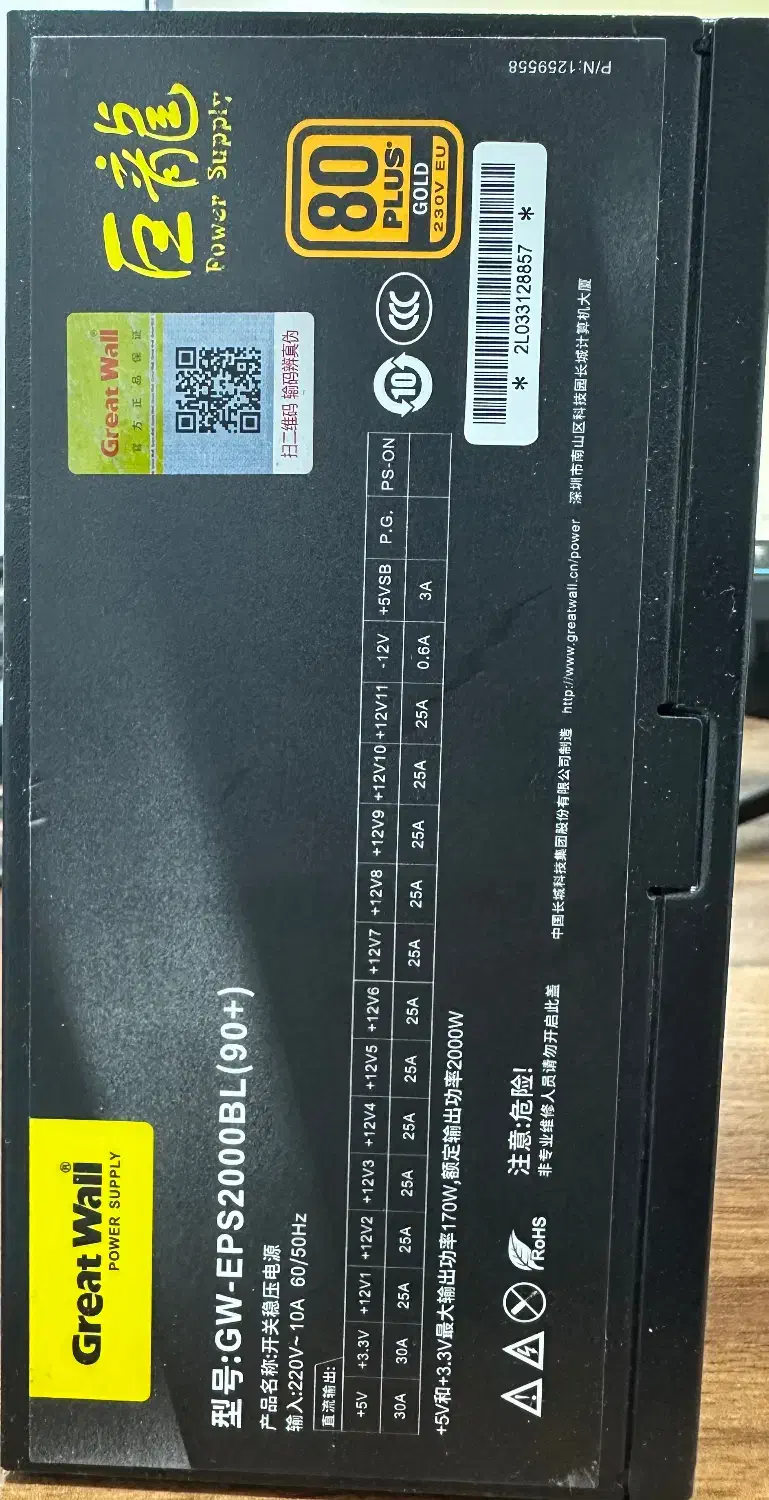 Great Wall®
POWER SUPPLY
巨龍
Power Supply
Great Wall®
官方正品保证
扫二维码 输码辨真伪
80
PLUS®
GOLD
230V EU
P/N:12595558
型号:GW-EPS2000BL(90+)
产品名称:开关稳压电源
输入:220V~10A 60/50Hz
直流输出:
+5V +3.3V +12V1 +12V2 +12V3 +12V4 +12V5 +12V6 +12V7 +12V8 +12V9 +12V10 +12V11 -12V +5VSB P.G. PS-ON
30A 30A 25A 25A 25A 25A 25A 25A 25A 25A 25A 25A 25A 0.6A 3A
+5V和+3.3V最大输出功率170W,额定输出功率2000W
10
CCC
* 2L033128857 *
RoHS
注意:危险!
非专业维修人员请勿开启此盖
中国长城科技集团股份有限公司制造 http://www.greatwall.cn/power 深圳市南山区科技园长城计算机大厦